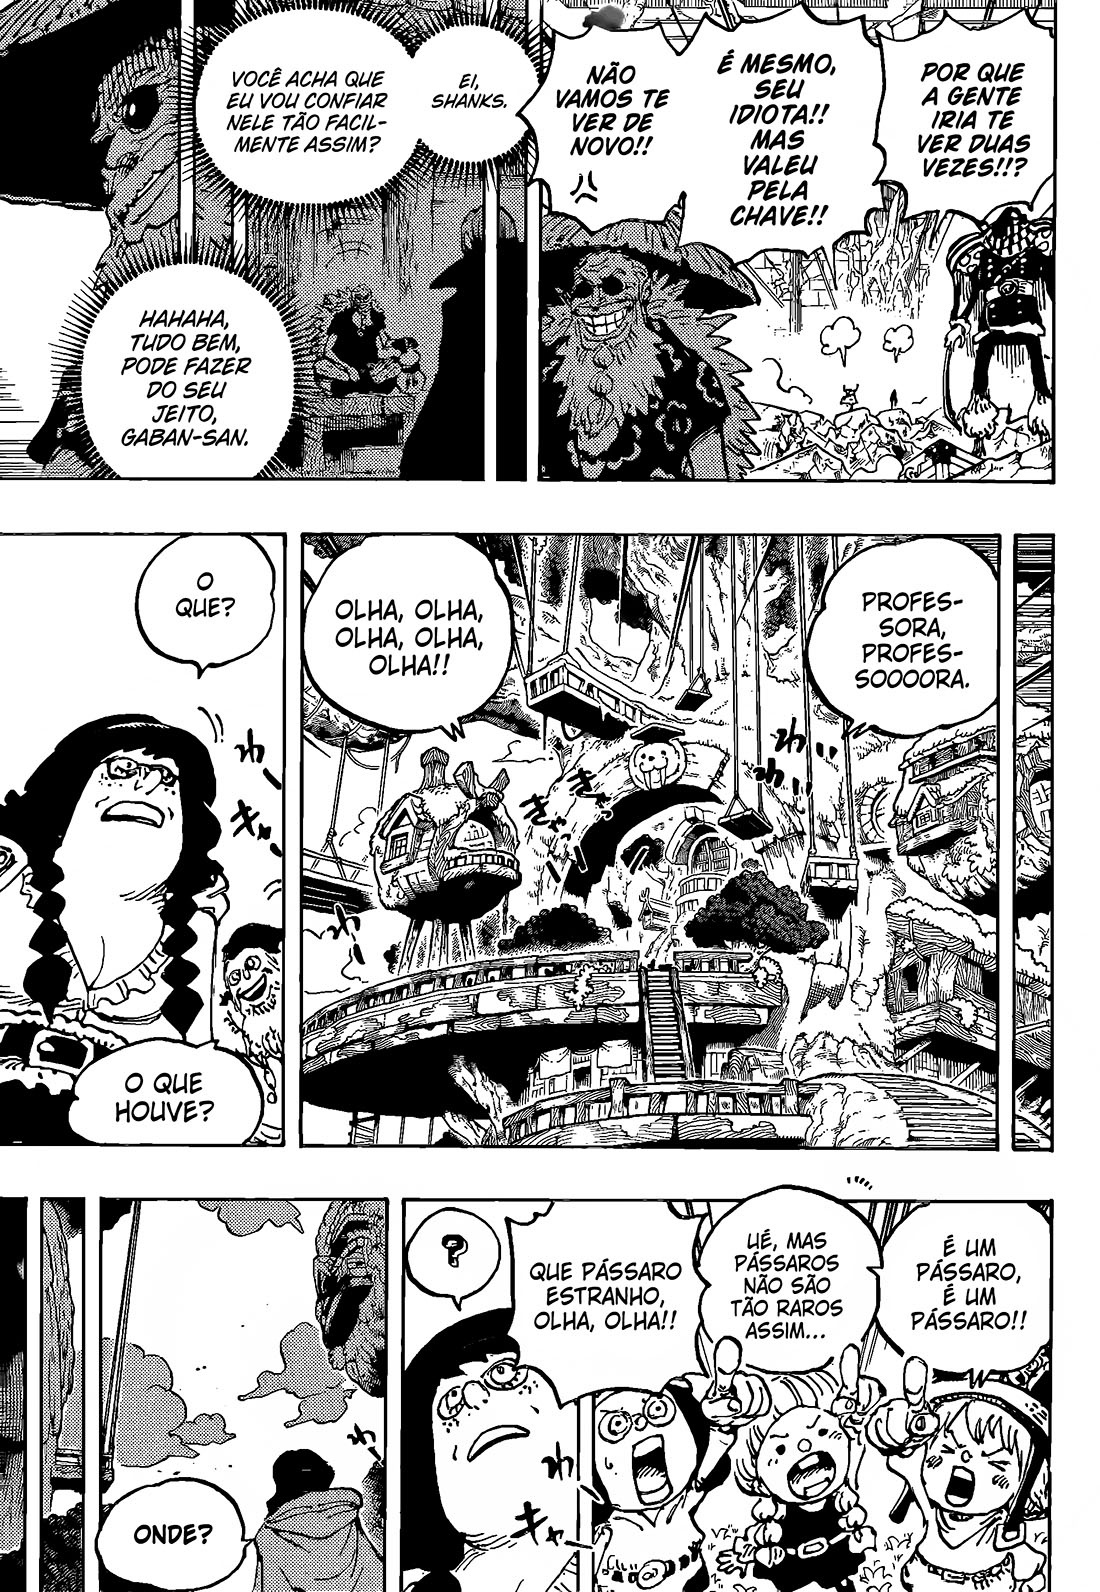 POR QUE
A GENTE
IRIA TE
VER DUAS
VEZES!!?
É MESMO,
SEU
IDIOTA!!
MAS
VALEU
PELA
CHAVE!!
NÃO
VAMOS TE
VER DE
NOVO!!
EI,
SHANKS.
VOCÊ ACHA QUE
EU VOU CONFIAR
NELE TÃO FACIL-
MENTE ASSIM?
HAHAHA,
TUDO BEM,
PODE FAZER
DO SEU
JEITO,
GABAN-SAN.
PROFES-
SORA,
PROFES-
SOOOORA.
OLHA, OLHA,
OLHA, OLHA,
OLHA!!
O
QUE?
O QUE
HOUVE?
É UM
PÁSSARO,
É UM
PÁSSARO!!
UÉ, MAS
PÁSSAROS
NÃO SÃO
TÃO RAROS
ASSIM...
QUE PÁSSARO
ESTRANHO,
OLHA, OLHA!!
?
ONDE?